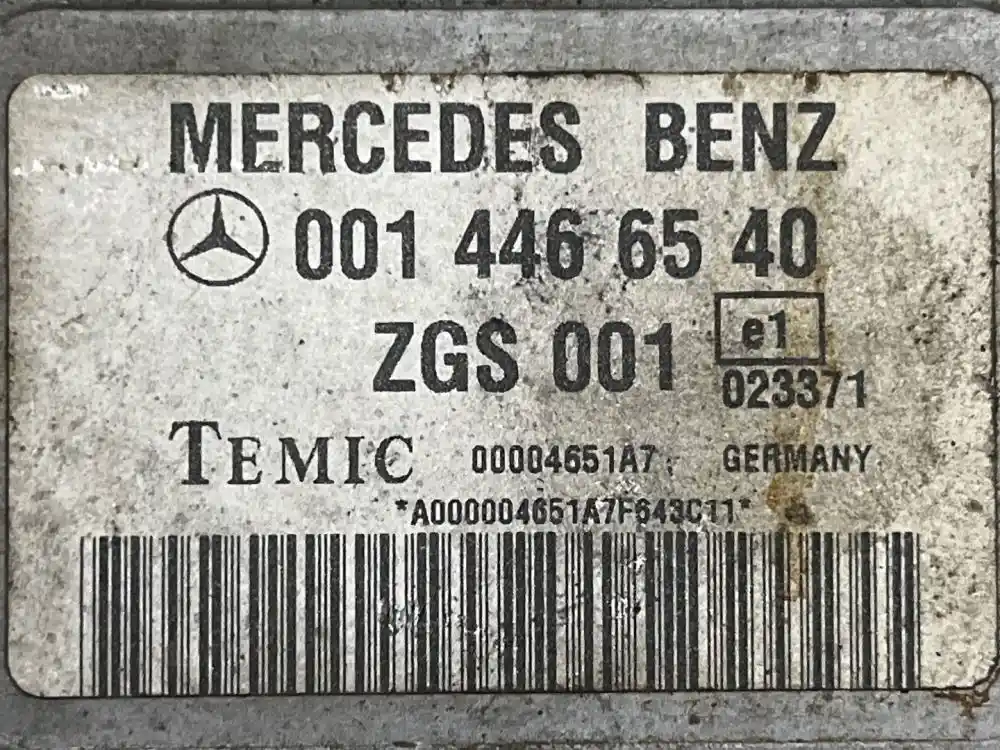 MERCEDES BENZ
001 446 65 40
ZGS 001 e1
023371
TEMIC 00004651A7 GERMANY
*A000004651A7F643C11*